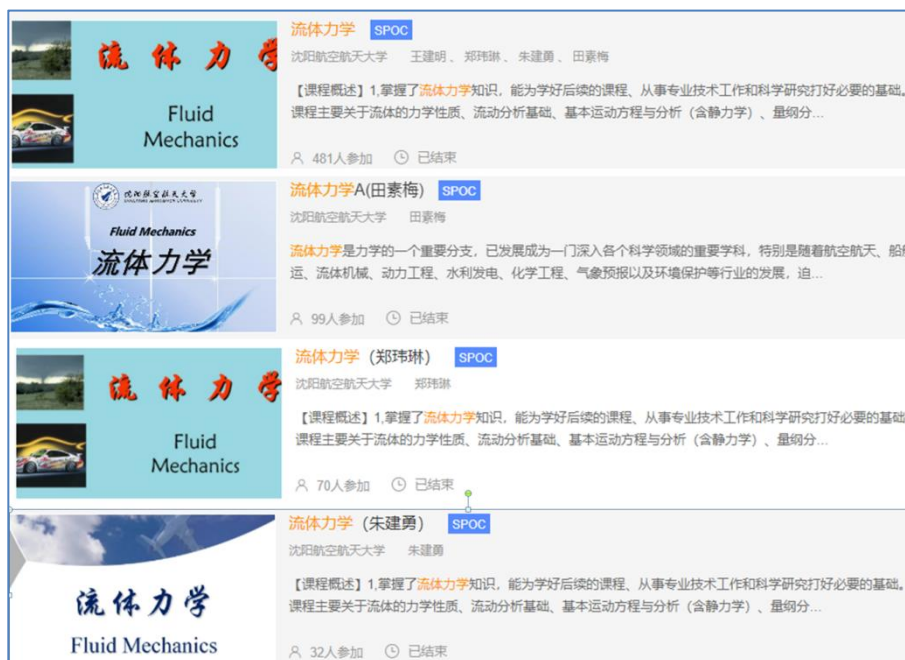 流体力学
Fluid
Mechanics
流体力学 SPOC
沈阳航空航天大学 王建明、郑玮琳、朱建勇、田素梅
【课程概述】1,掌握了流体力学知识，能为学好后续的课程、从事专业技术工作和科学研究打好必要的基础。
课程主要关于流体的力学性质、流动分析基础、基本运动方程与分析（含静力学）、量纲分...
481人参加 已结束
沈阳航空航天大学
Fluid Mechanics
流体力学
流体力学A(田素梅) SPOC
沈阳航空航天大学 田素梅
流体力学是力学的一个重要分支，已发展成为一门深入各个科学领域的重要学科，特别是随着航空航天、船舶
运、流体机械、动力工程、水利发电、化学工程、气象预报以及环境保护等行业的发展，迫...
99人参加 已结束
流体力学
Fluid
Mechanics
流体力学（郑玮琳） SPOC
沈阳航空航天大学 郑玮琳
【课程概述】1,掌握了流体力学知识，能为学好后续的课程、从事专业技术工作和科学研究打好必要的基础
课程主要关于流体的力学性质、流动分析基础、基本运动方程与分析（含静力学）、量纲分...
70人参加 已结束
流体力学
Fluid Mechanics
流体力学（朱建勇） SPOC
沈阳航空航天大学 朱建勇
【课程概述】1,掌握了流体力学知识，能为学好后续的课程、从事专业技术工作和科学研究打好必要的基础。
课程主要关于流体的力学性质、流动分析基础、基本运动方程与分析（含静力学）、量纲分...
32人参加 已结束